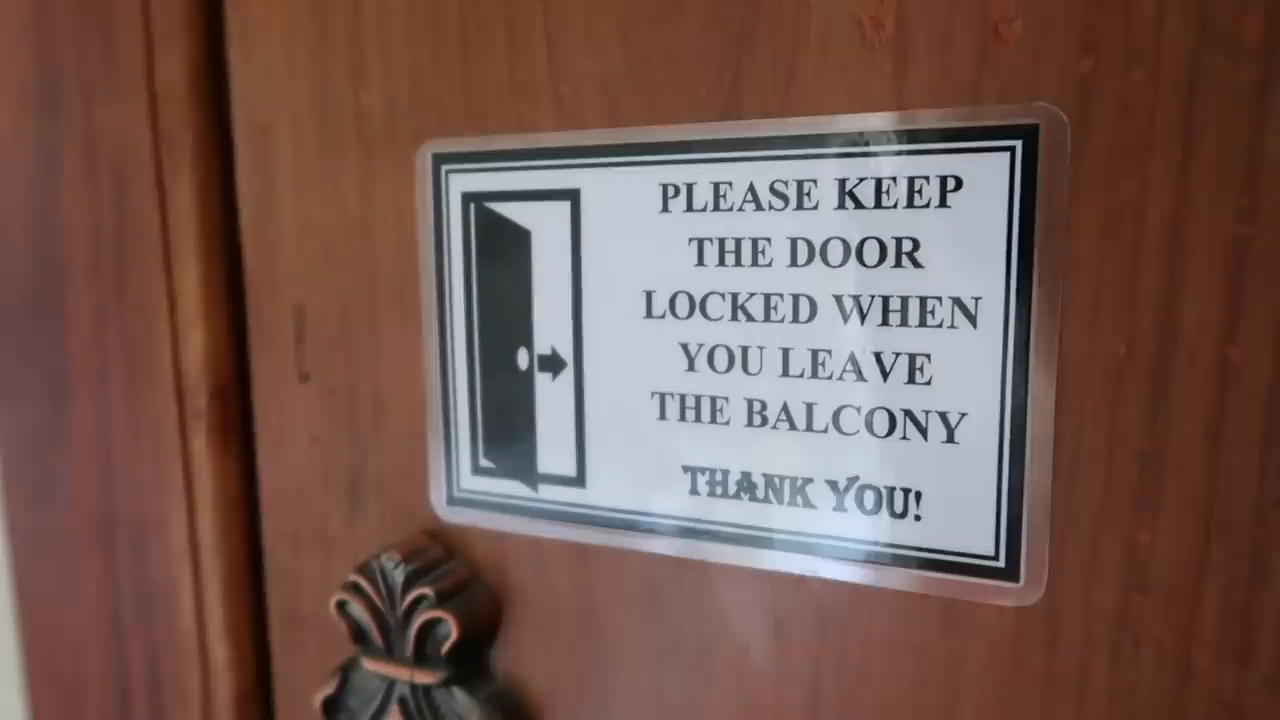 PLEASE KEEP
THE DOOR
LOCKED WHEN
YOU LEAVE
THE BALCONY
THANK YOU!